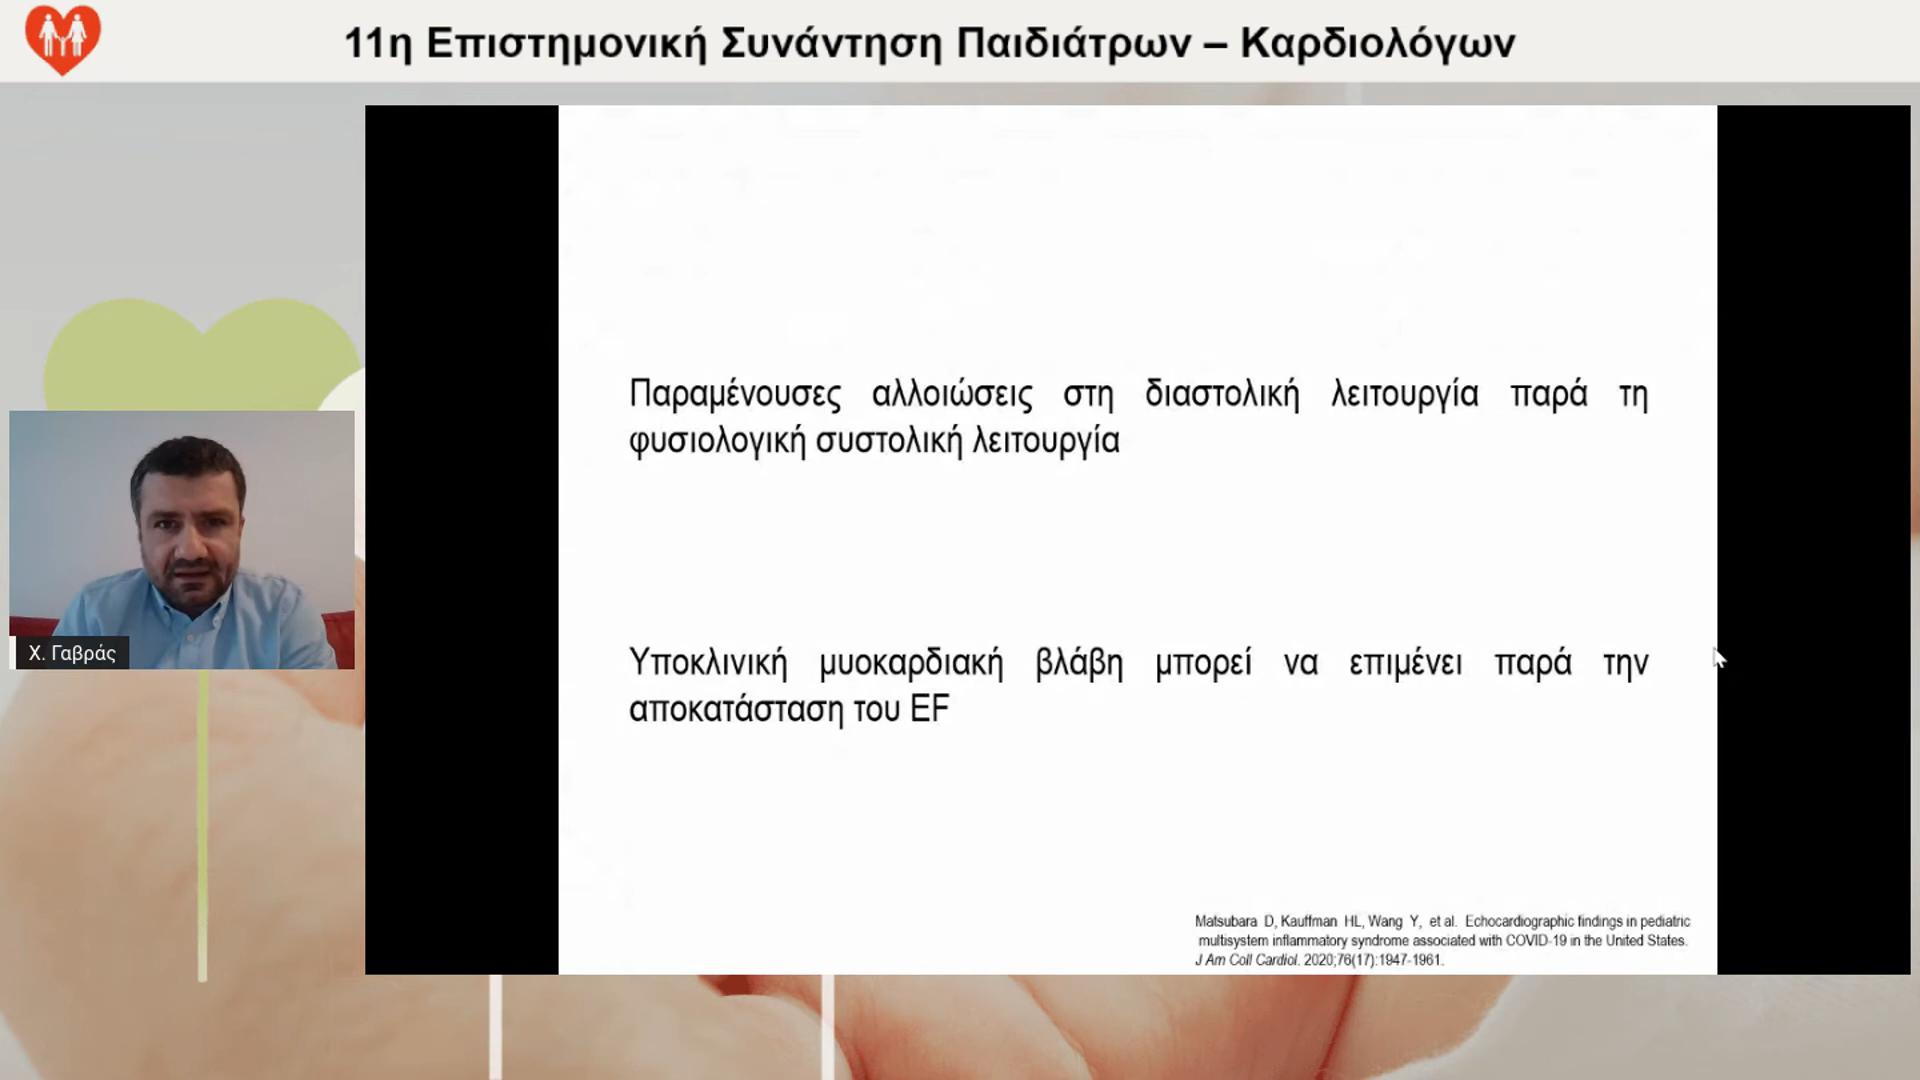 11η Επιστημονική Συνάντηση Παιδιάτρων – Καρδιολόγων
Παραμένουσες αλλοιώσεις στη διαστολική λειτουργία παρά τη
φυσιολογική συστολική λειτουργία
Χ. Γαβράς
Υποκλινική μυοκαρδιακή βλάβη μπορεί να επιμένει παρά την
αποκατάσταση του EF
Matsubara D, Kauffman HL, Wang Y, et al. Echocardiographic findings in pediatric
multisystem inflammatory syndrome associated with COVID-19 in the United States.
J Am Coll Cardiol. 2020;76(17):1947-1961.